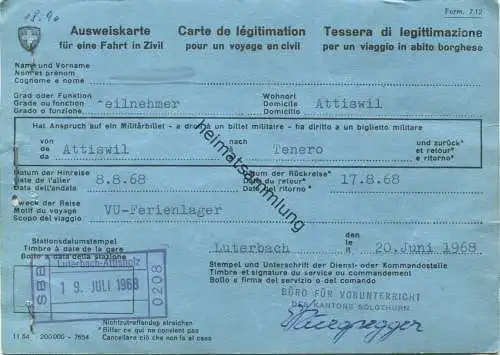 Form. 7.12
18.90
Ausweiskarte Carte de légitimation Tessera di legittimazione
für eine Fahrt in Zivil pour un voyage en civil per un viaggio in abito borghese
Name und Vorname
Nom et prénom
Cognome e nome
Grad oder Funktion Wohnort
Grade ou fonction eilnehmer Domicile Attiswil
Grado o funzione Domicilio
Hat Anspruch auf ein Militärbillet - a droit à un billet militaire - ha diritto a un biglietto militare
von nach und zurück*
de Attiswil Tenero et retour*
da e ritorno*
Datum der Hinreise Datum der Rückreise*
Date de l'aller 8.8.68 Date du retour* 17.8.68
Data dell'andata Data del ritorno*
Zweck der Reise
Motif du voyage VU-Ferienlager
Scopo del viaggio
heimatsammlung
Stationsdatumstempel den
Timbre à date de la gare Luterbach le 20. Juni 1968
Bollo a data della stazione il
Luterbach-Attisholz
SBB 19. JULI 1968 0208
Stempel und Unterschrift der Dienst- oder Kommandostelle
Timbre et signature du service ou commandement
Bollo e firma del servizio o del comando
BÜRO FÜR VORUNTERRICHT
DES KANTONS SOLOTHURN
Nichtzutreffendes streichen
* Biffer ce qui ne convient pas
11.64 200.000 - 7654 Cancellare ciò che non fa al caso